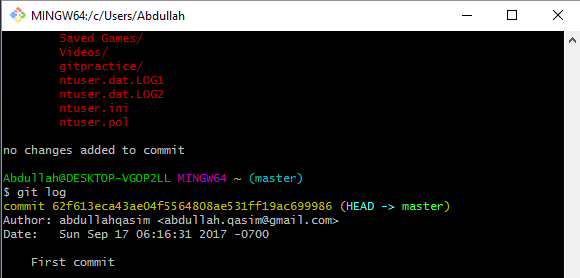 MINGW64:/c/Users/Abdullah
Saved Games/
Videos/
gitpractice/
ntuser.dat.LOG1
ntuser.dat.LOG2
ntuser.ini
ntuser.pol
no changes added to commit
Abdullah@DESKTOP-VGOP2LL MINGW64 ~ (master)
$ git log
commit 62f613eca43ae04f5564808ae531ff19ac699986 (HEAD -> master)
Author: abdullahqasim <abdullah.qasim@gmail.com>
Date:   Sun Sep 17 06:16:31 2017 -0700
First commit